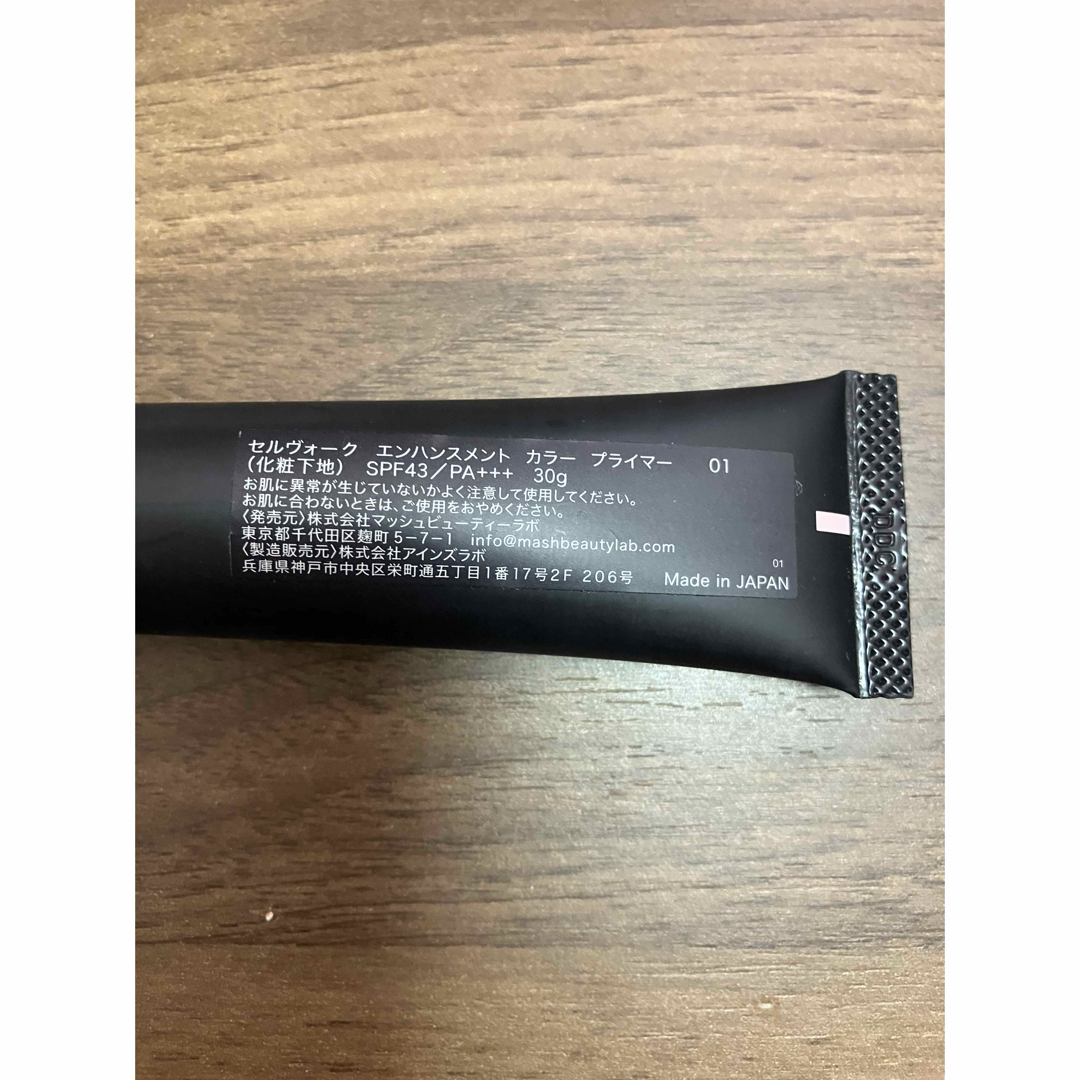 セルヴォーク エンハンスメント カラー プライマー 01
(化粧下地) SPF43/PA+++ 30g
お肌に異常が生じていないかよく注意して使用してください。
お肌に合わないときは、ご使用をおやめください。
〈発売元〉株式会社マッシュビューティーラボ
東京都千代田区麹町5-7-1 info@mashbeautylab.com
〈製造販売元〉株式会社アインズラボ
01
兵庫県神戸市中央区栄町通五丁目1番17号2F 206号 Made in JAPAN